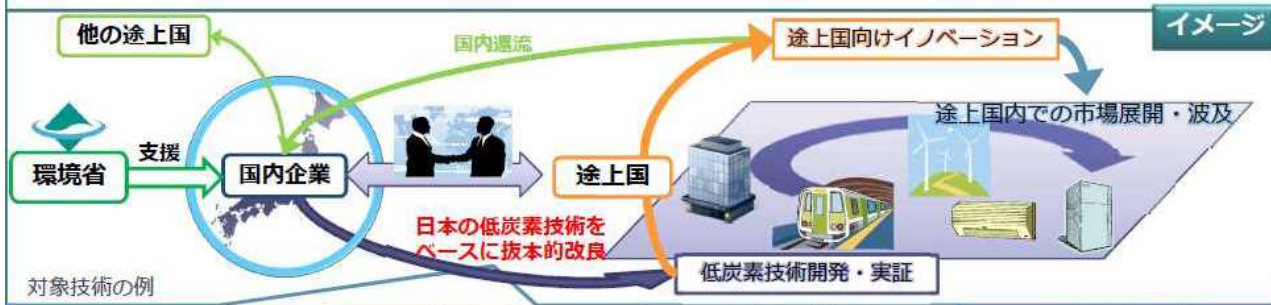 イメージ
他の途上国
国内還流
途上国向けイノベーション
途上国内での市場展開・波及
環境省
支援
国内企業
途上国
日本の低炭素技術を
ベースに抜本的改良
低炭素技術開発・実証
対象技術の例